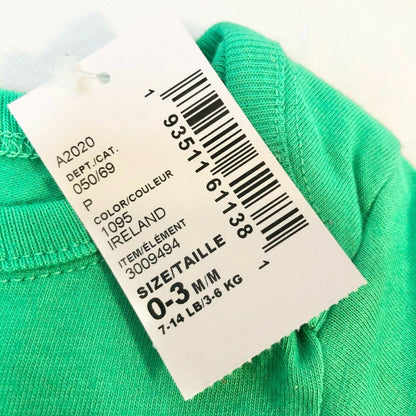 A2020
DEPT./CAT.
050/69
P
COLOR/COULEUR
1095
IRELAND
ITEM/ÉLÉMENT
3009494
SIZE/TAILLE
0-3 M/M
7-14 LB/3-6 KG
1 93511 61138 1